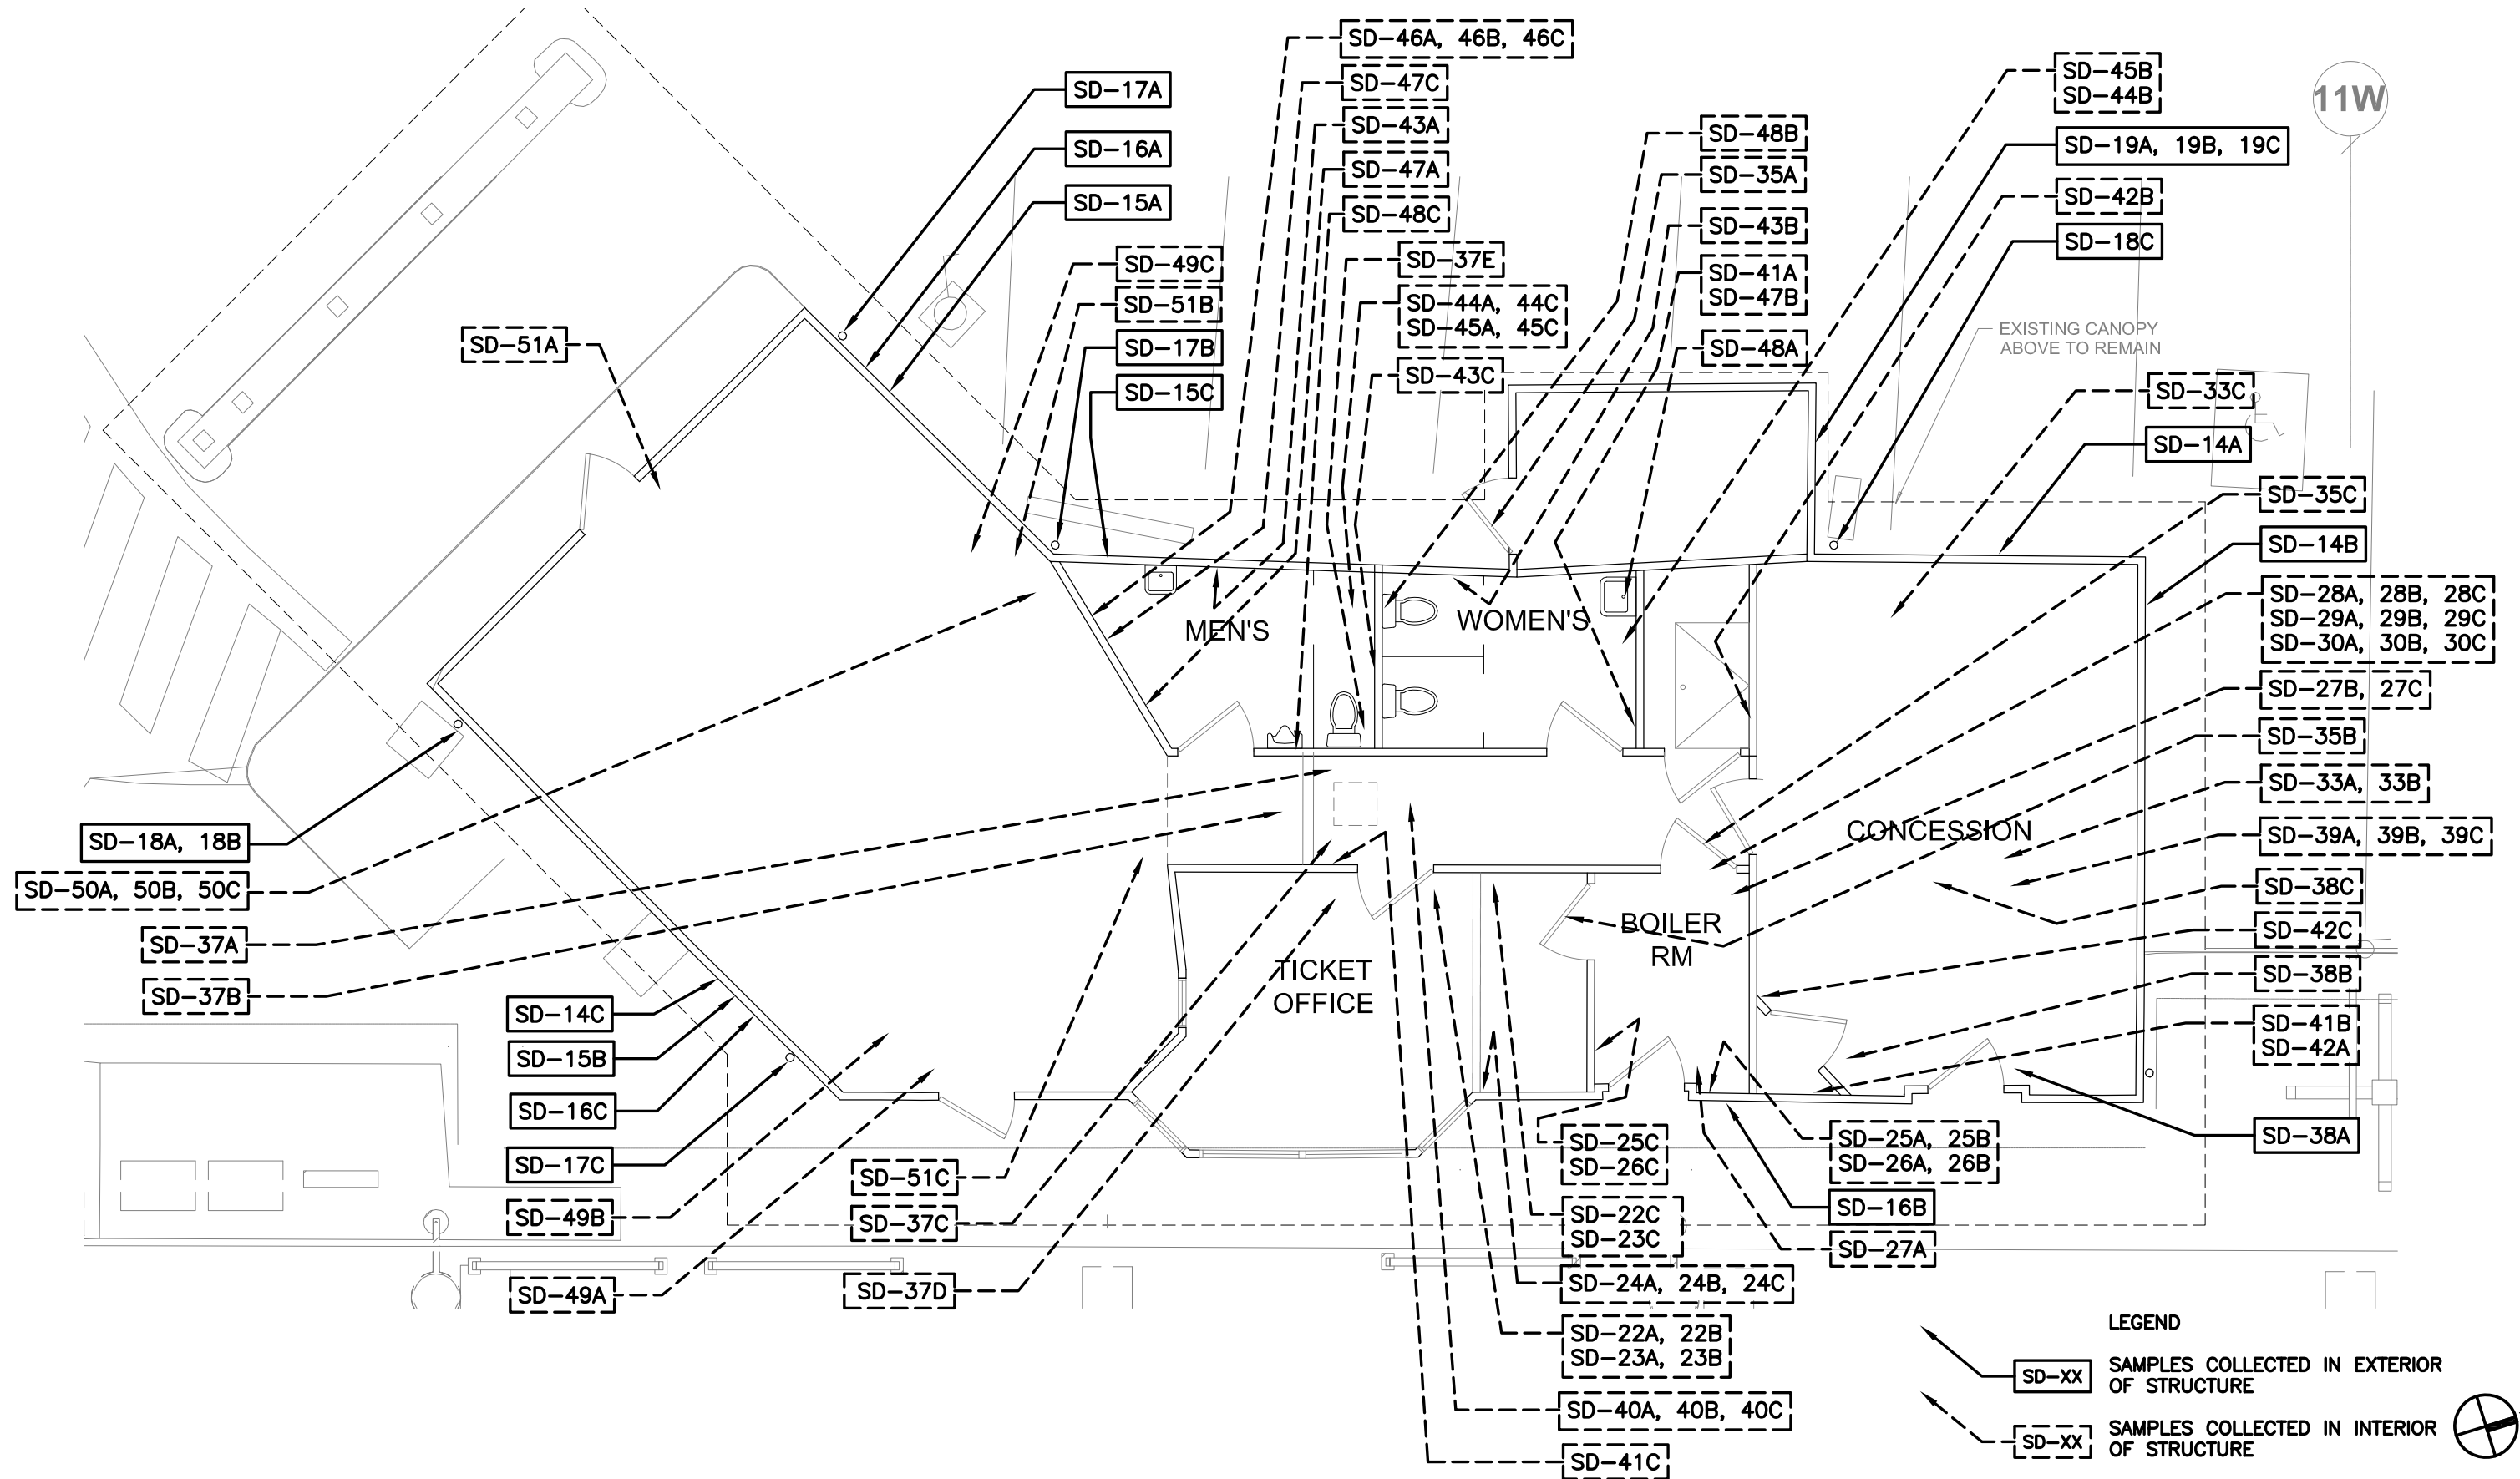 SD-46A, 46B, 46C
SD-47C
SD-43A
SD-47A
SD-48C
SD-37E
SD-44A, 44C
SD-45A, 45C
SD-43C
SD-17A
SD-16A
SD-15A
SD-49C
SD-51B
SD-17B
SD-15C
SD-51A
SD-48B
SD-35A
SD-43B
SD-41A
SD-47B
SD-48A
SD-45B
SD-44B
11W
SD-19A, 19B, 19C
SD-42B
SD-18C
EXISTING CANOPY
ABOVE TO REMAIN
SD-33C
SD-14A
SD-35C
SD-14B
SD-28A, 28B, 28C
SD-29A, 29B, 29C
SD-30A, 30B, 30C
SD-27B, 27C
SD-35B
SD-33A, 33B
SD-39A, 39B, 39C
SD-38C
SD-42C
SD-38B
SD-41B
SD-42A
SD-38A
MEN'S
WOMEN'S
CONCESSION
BOILER
RM
TICKET
OFFICE
SD-18A, 18B
SD-50A, 50B, 50C
SD-37A
SD-37B
SD-14C
SD-15B
SD-16C
SD-17C
SD-49B
SD-49A
SD-51C
SD-37C
SD-37D
SD-25C
SD-26C
SD-22C
SD-23C
SD-24A, 24B, 24C
SD-22A, 22B
SD-23A, 23B
SD-40A, 40B, 40C
SD-41C
SD-25A, 25B
SD-26A, 26B
SD-16B
SD-27A
LEGEND
SD-XX
SAMPLES COLLECTED IN EXTERIOR
OF STRUCTURE
SD-XX
SAMPLES COLLECTED IN INTERIOR
OF STRUCTURE